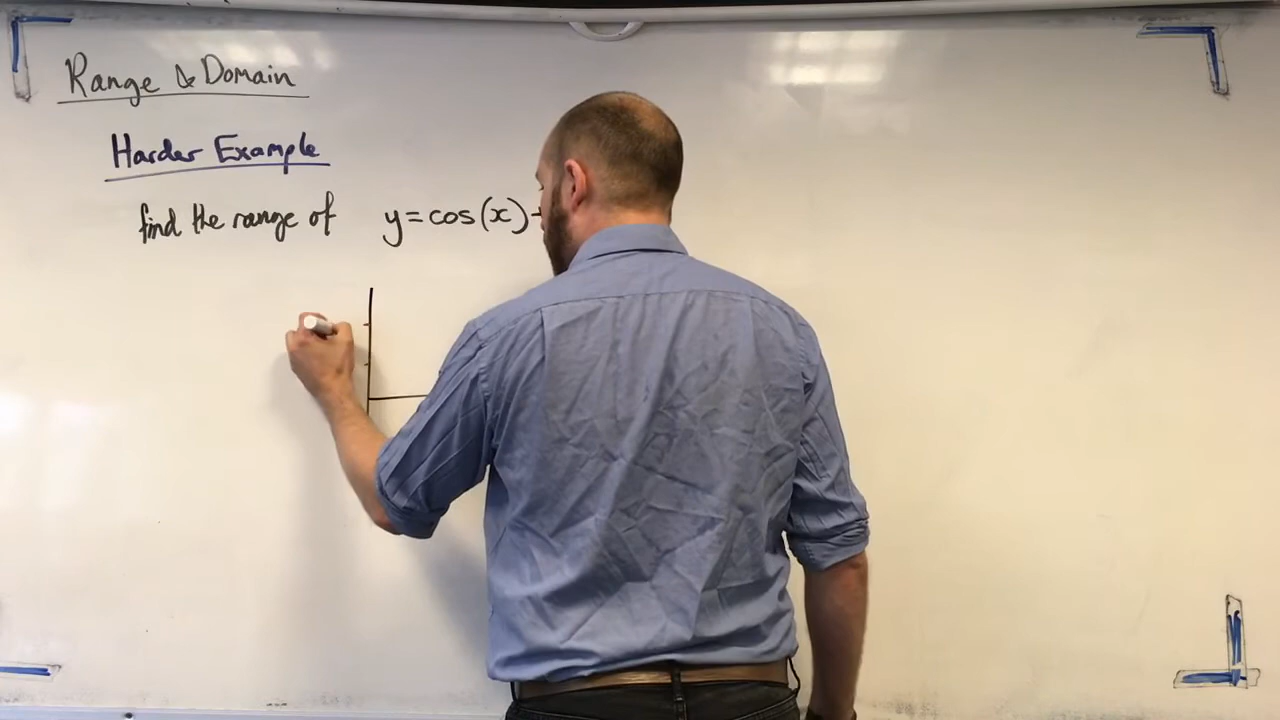 Range & Domain
Harder Example
find the range of y=cos(x)+